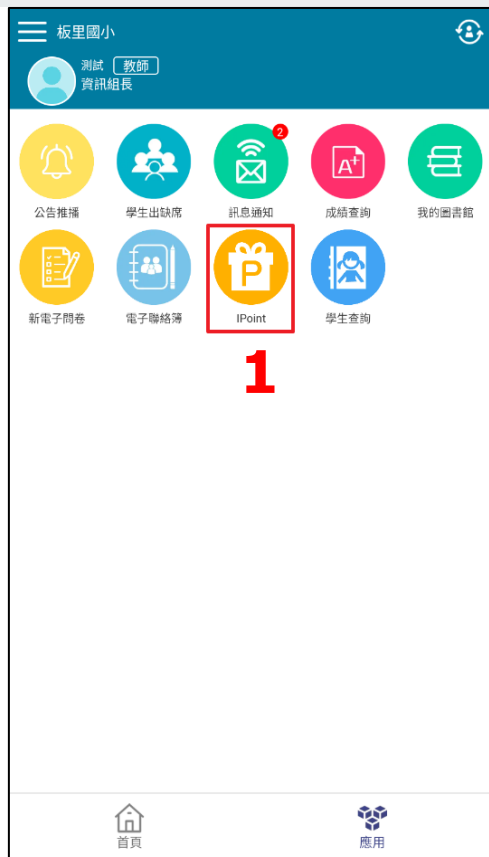 板里國小
測試 教師
資訊組長
2
A+
公告推播 學生出缺席 訊息通知 成績查詢 我的圖書館
P
新電子問卷 電子聯絡簿 IPoint 學生查詢
1
首頁 應用